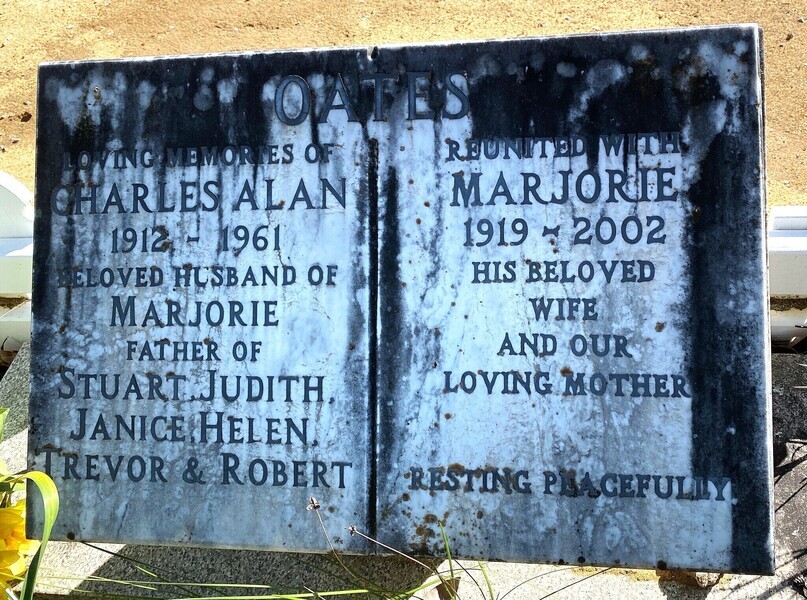 OATES
LOVING MEMORIES OF
CHARLES ALAN
1912 - 1961
BELOVED HUSBAND OF
MARJORIE
FATHER OF
STUART, JUDITH,
JANICE, HELEN,
TREVOR & ROBERT
REUNITED WITH
MARJORIE
1919 ~ 2002
HIS BELOVED
WIFE
AND OUR
LOVING MOTHER
RESTING PEACEFULLY